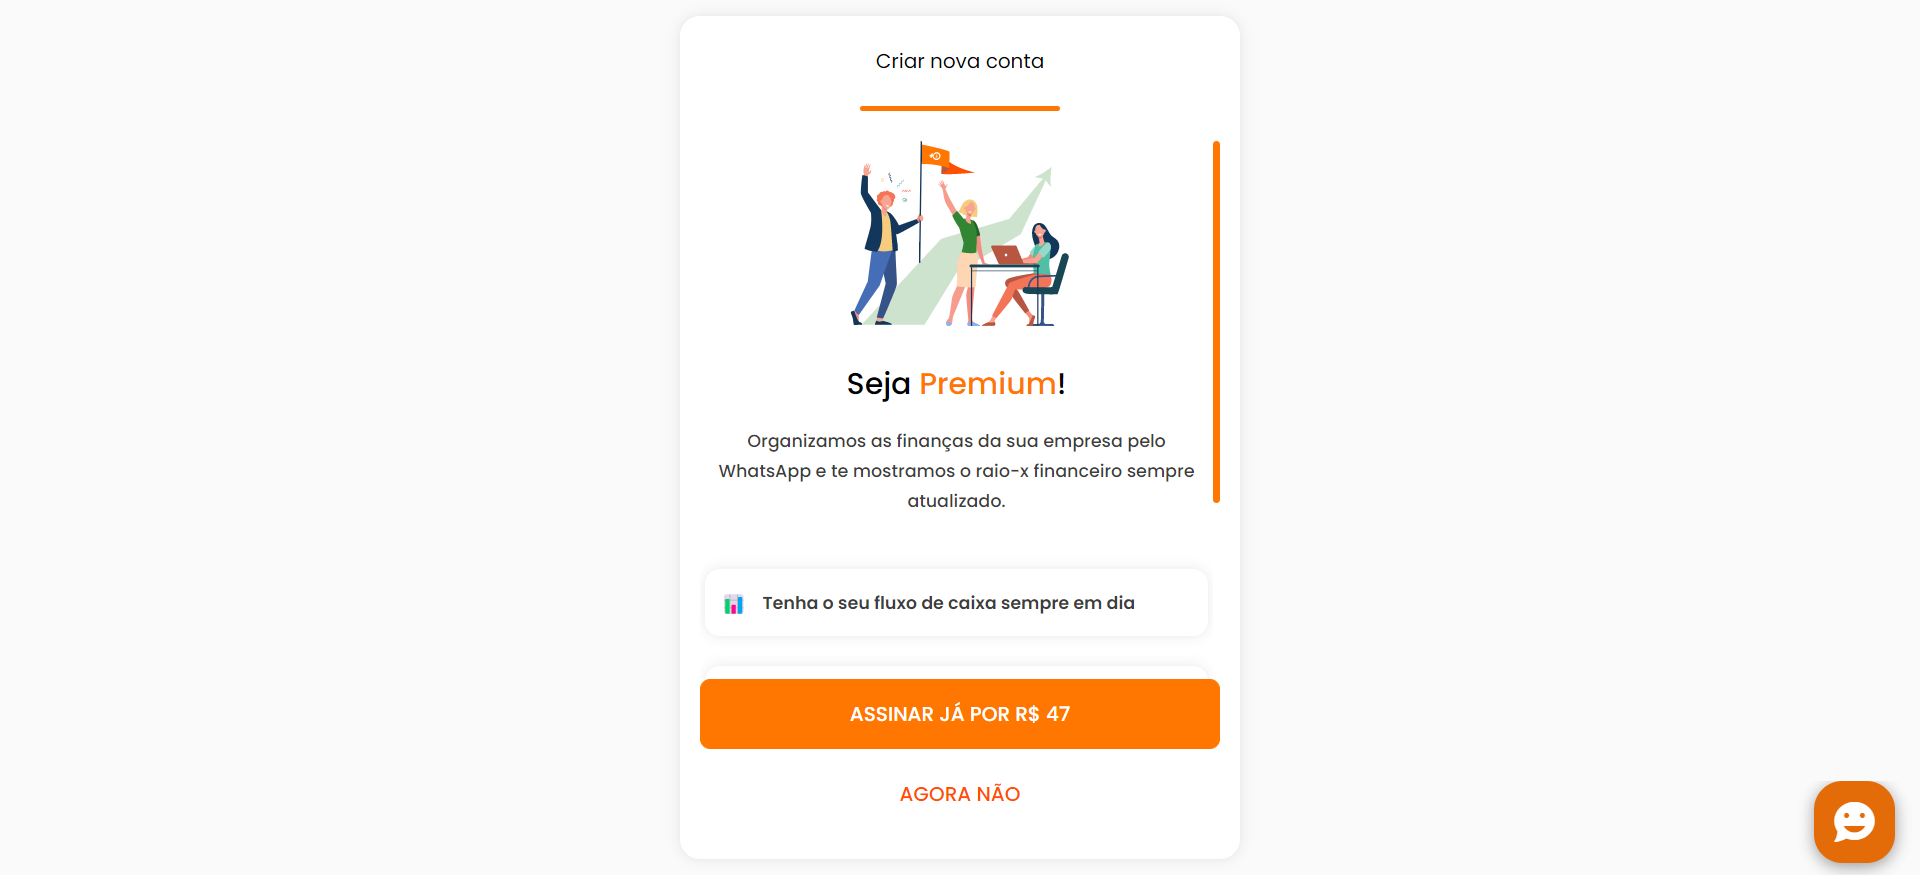 Criar nova conta
Seja Premium!
Organizamos as finanças da sua empresa pelo
WhatsApp e te mostramos o raio-x financeiro sempre
atualizado.
Tenha o seu fluxo de caixa sempre em dia
ASSINAR JÁ POR R$ 47
AGORA NÃO